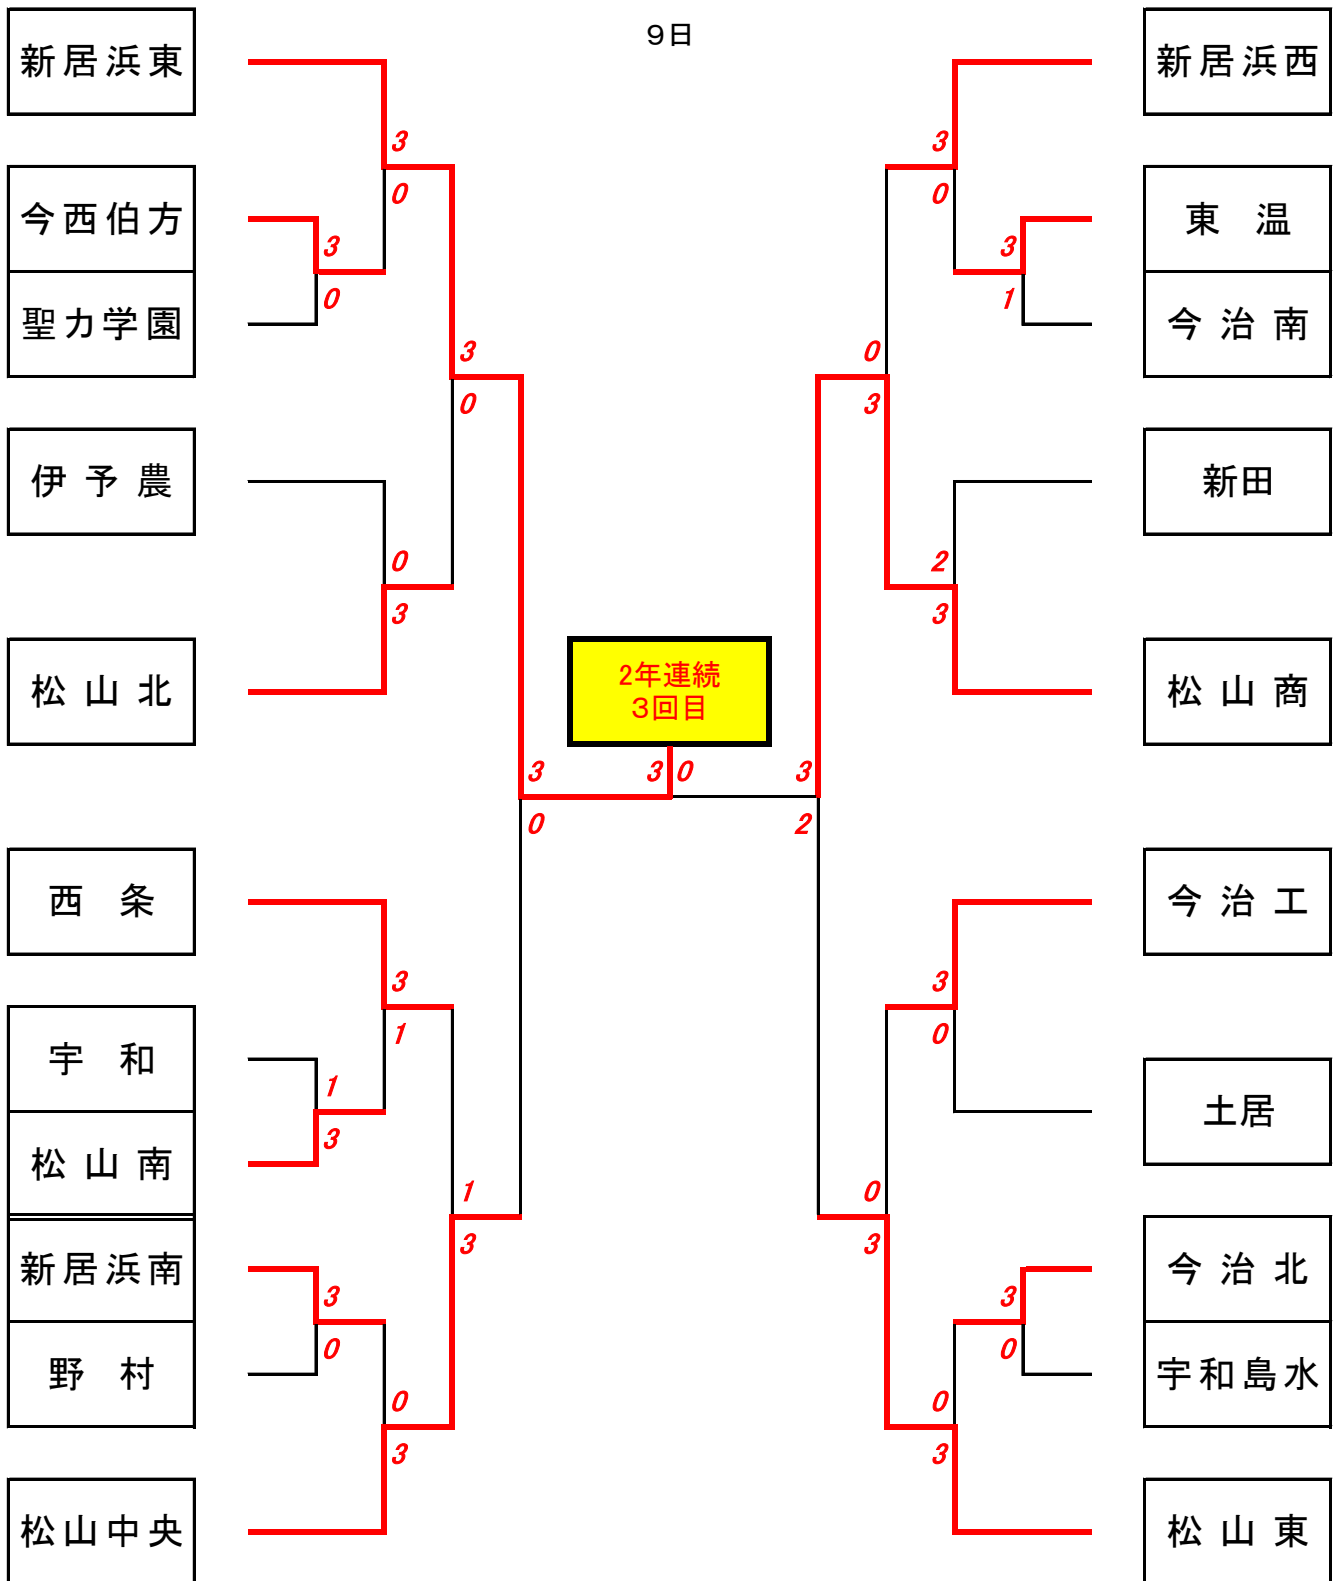 9日
新居浜東
今西伯方
聖カ学園
伊予農
松山北
西 条
宇 和
松山南
新居浜南
野 村
松山中央
3
0
3
0
3
0
0
3
3
1
1
3
1
3
3
0
0
3
3
0
2年連続
3回目
3 0
3
2
3
0
3
1
0
3
2
3
3
0
0
3
3
0
0
3
新居浜西
東 温
今治南
新田
松山商
今治工
土居
今治北
宇和島水
松山東